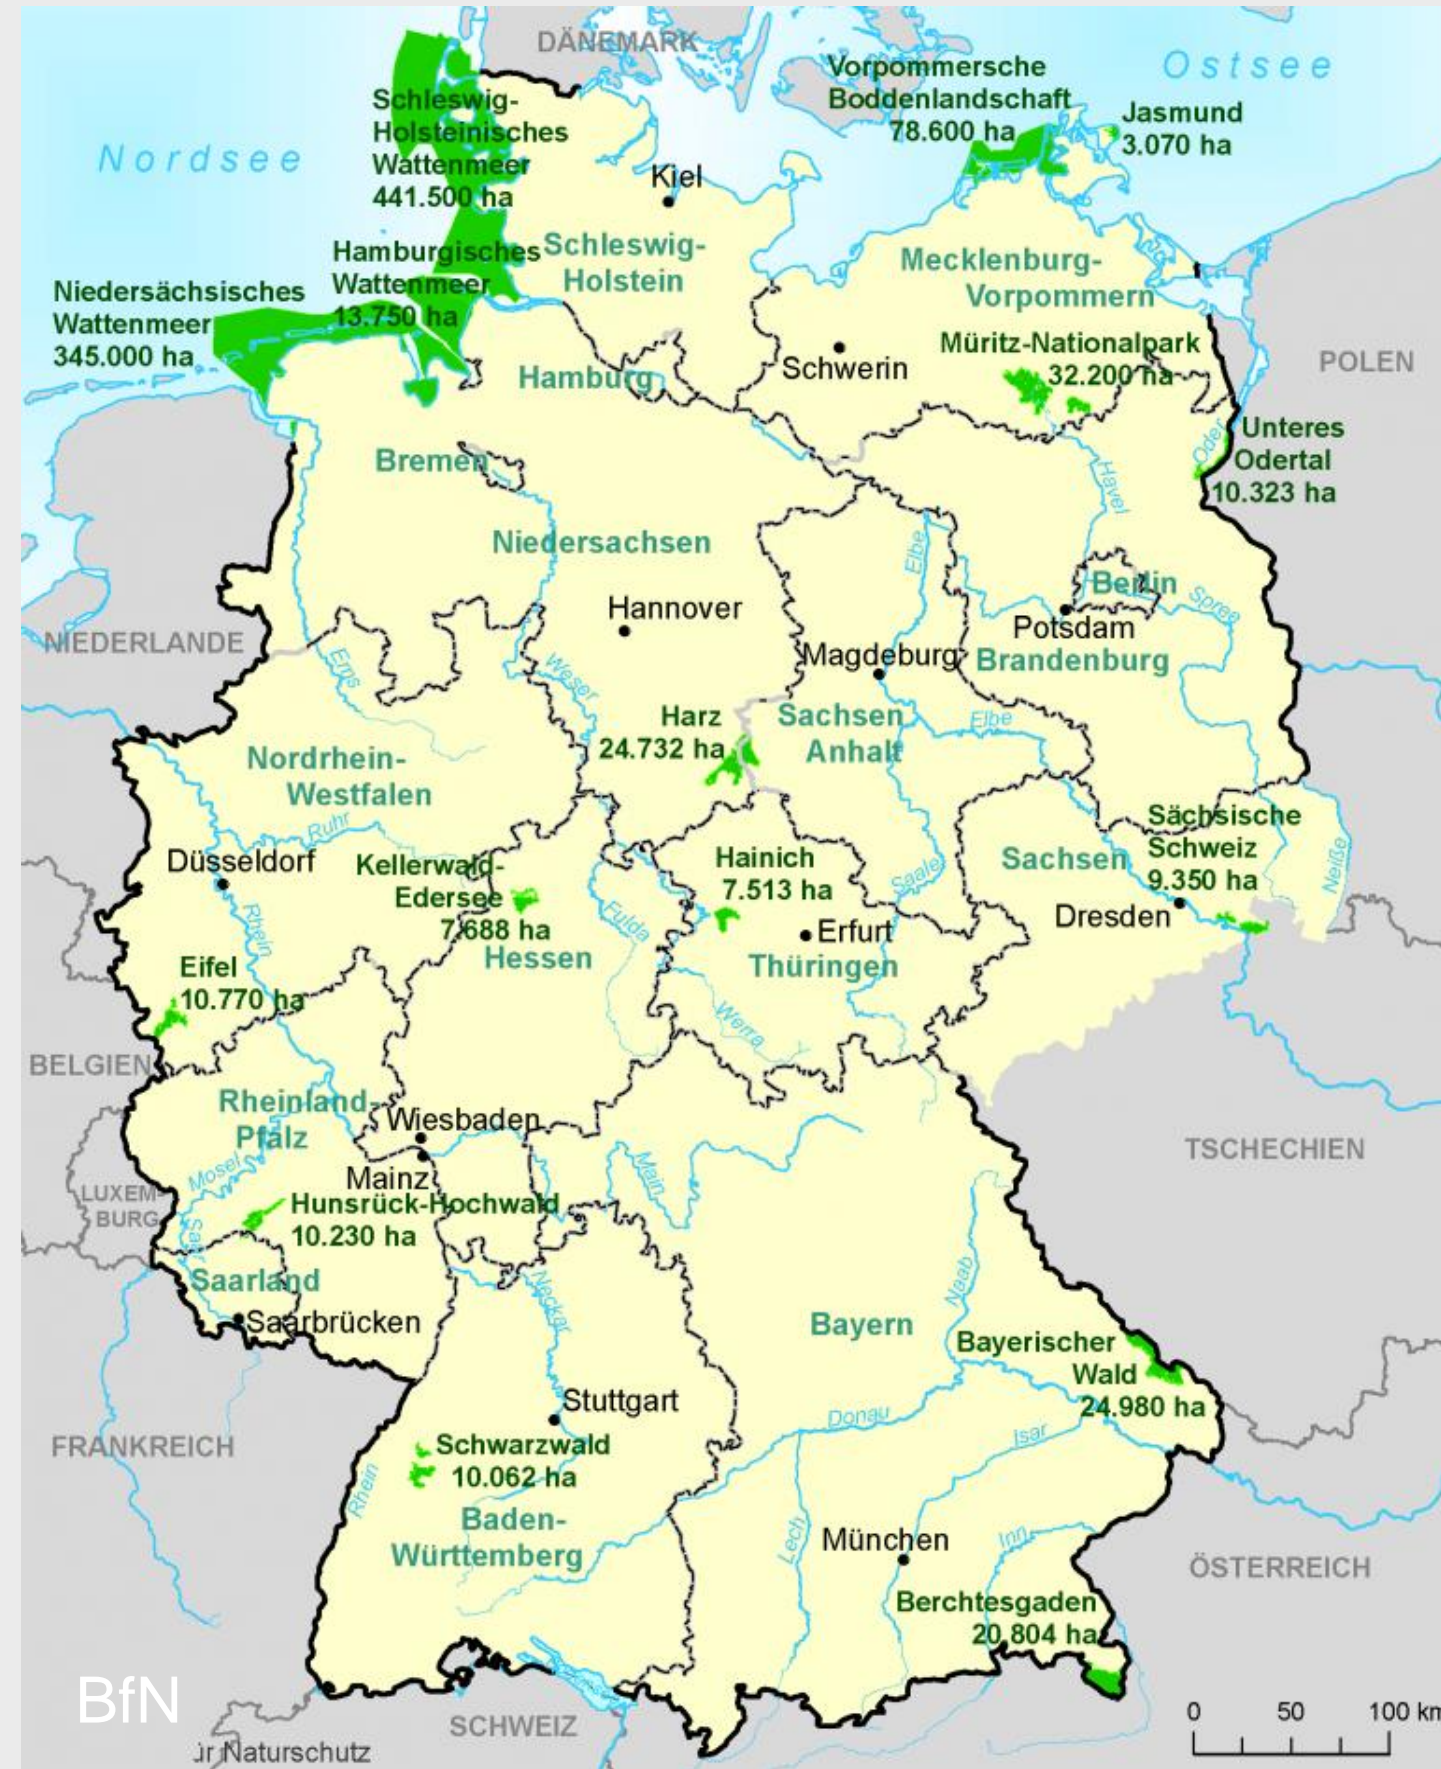 DÄNEMARK
Ostsee
Nordsee
Vorpommersche
Boddenlandschaft
78.600 ha
Jasmund
3.070 ha
Schleswig-
Holsteinisches
Wattenmeer
441.500 ha
Kiel
Hamburgisches
Wattenmeer
13.750 ha
Schleswig-
Holstein
Mecklenburg-
Vorpommern
Niedersächsisches
Wattenmeer
345.000 ha
Müritz-Nationalpark
32.200 ha
Schwerin
POLEN
Hamburg
Unteres
Odertal
10.323 ha
Oder
Bremen
Havel
Niedersachsen
Elbe
Berlin
Spree
Hannover
Potsdam
NIEDERLANDE
Magdeburg
Brandenburg
Ems
Weser
Harz
24.732 ha
Sachsen
Anhalt
Elbe
Nordrhein-
Westfalen
Ruhr
Düsseldorf
Kellerwald-
Edersee
7.688 ha
Hessen
Hainich
7.513 ha
Saale
Sachsen
Sächsische
Schweiz
9.350 ha
Neiße
Dresden
Erfurt
Thüringen
Rhein
Fulda
Werra
Eifel
10.770 ha
BELGIEN
Rheinland-
Pfalz
Wiesbaden
Mainz
Mosel
LUXEM-
BURG
Hunsrück-Hochwald
10.230 ha
Main
TSCHECHIEN
Saar
Saarland
Saarbrücken
Neckar
Naab
Bayern
Bayerischer
Wald
24.980 ha
Stuttgart
Donau
Isar
FRANKREICH
Schwarzwald
10.062 ha
Rhein
Baden-
Württemberg
Lech
München
Inn
ÖSTERREICH
Berchtesgaden
20.804 ha
BfN
SCHWEIZ
ür Naturschutz
0 50 100 km